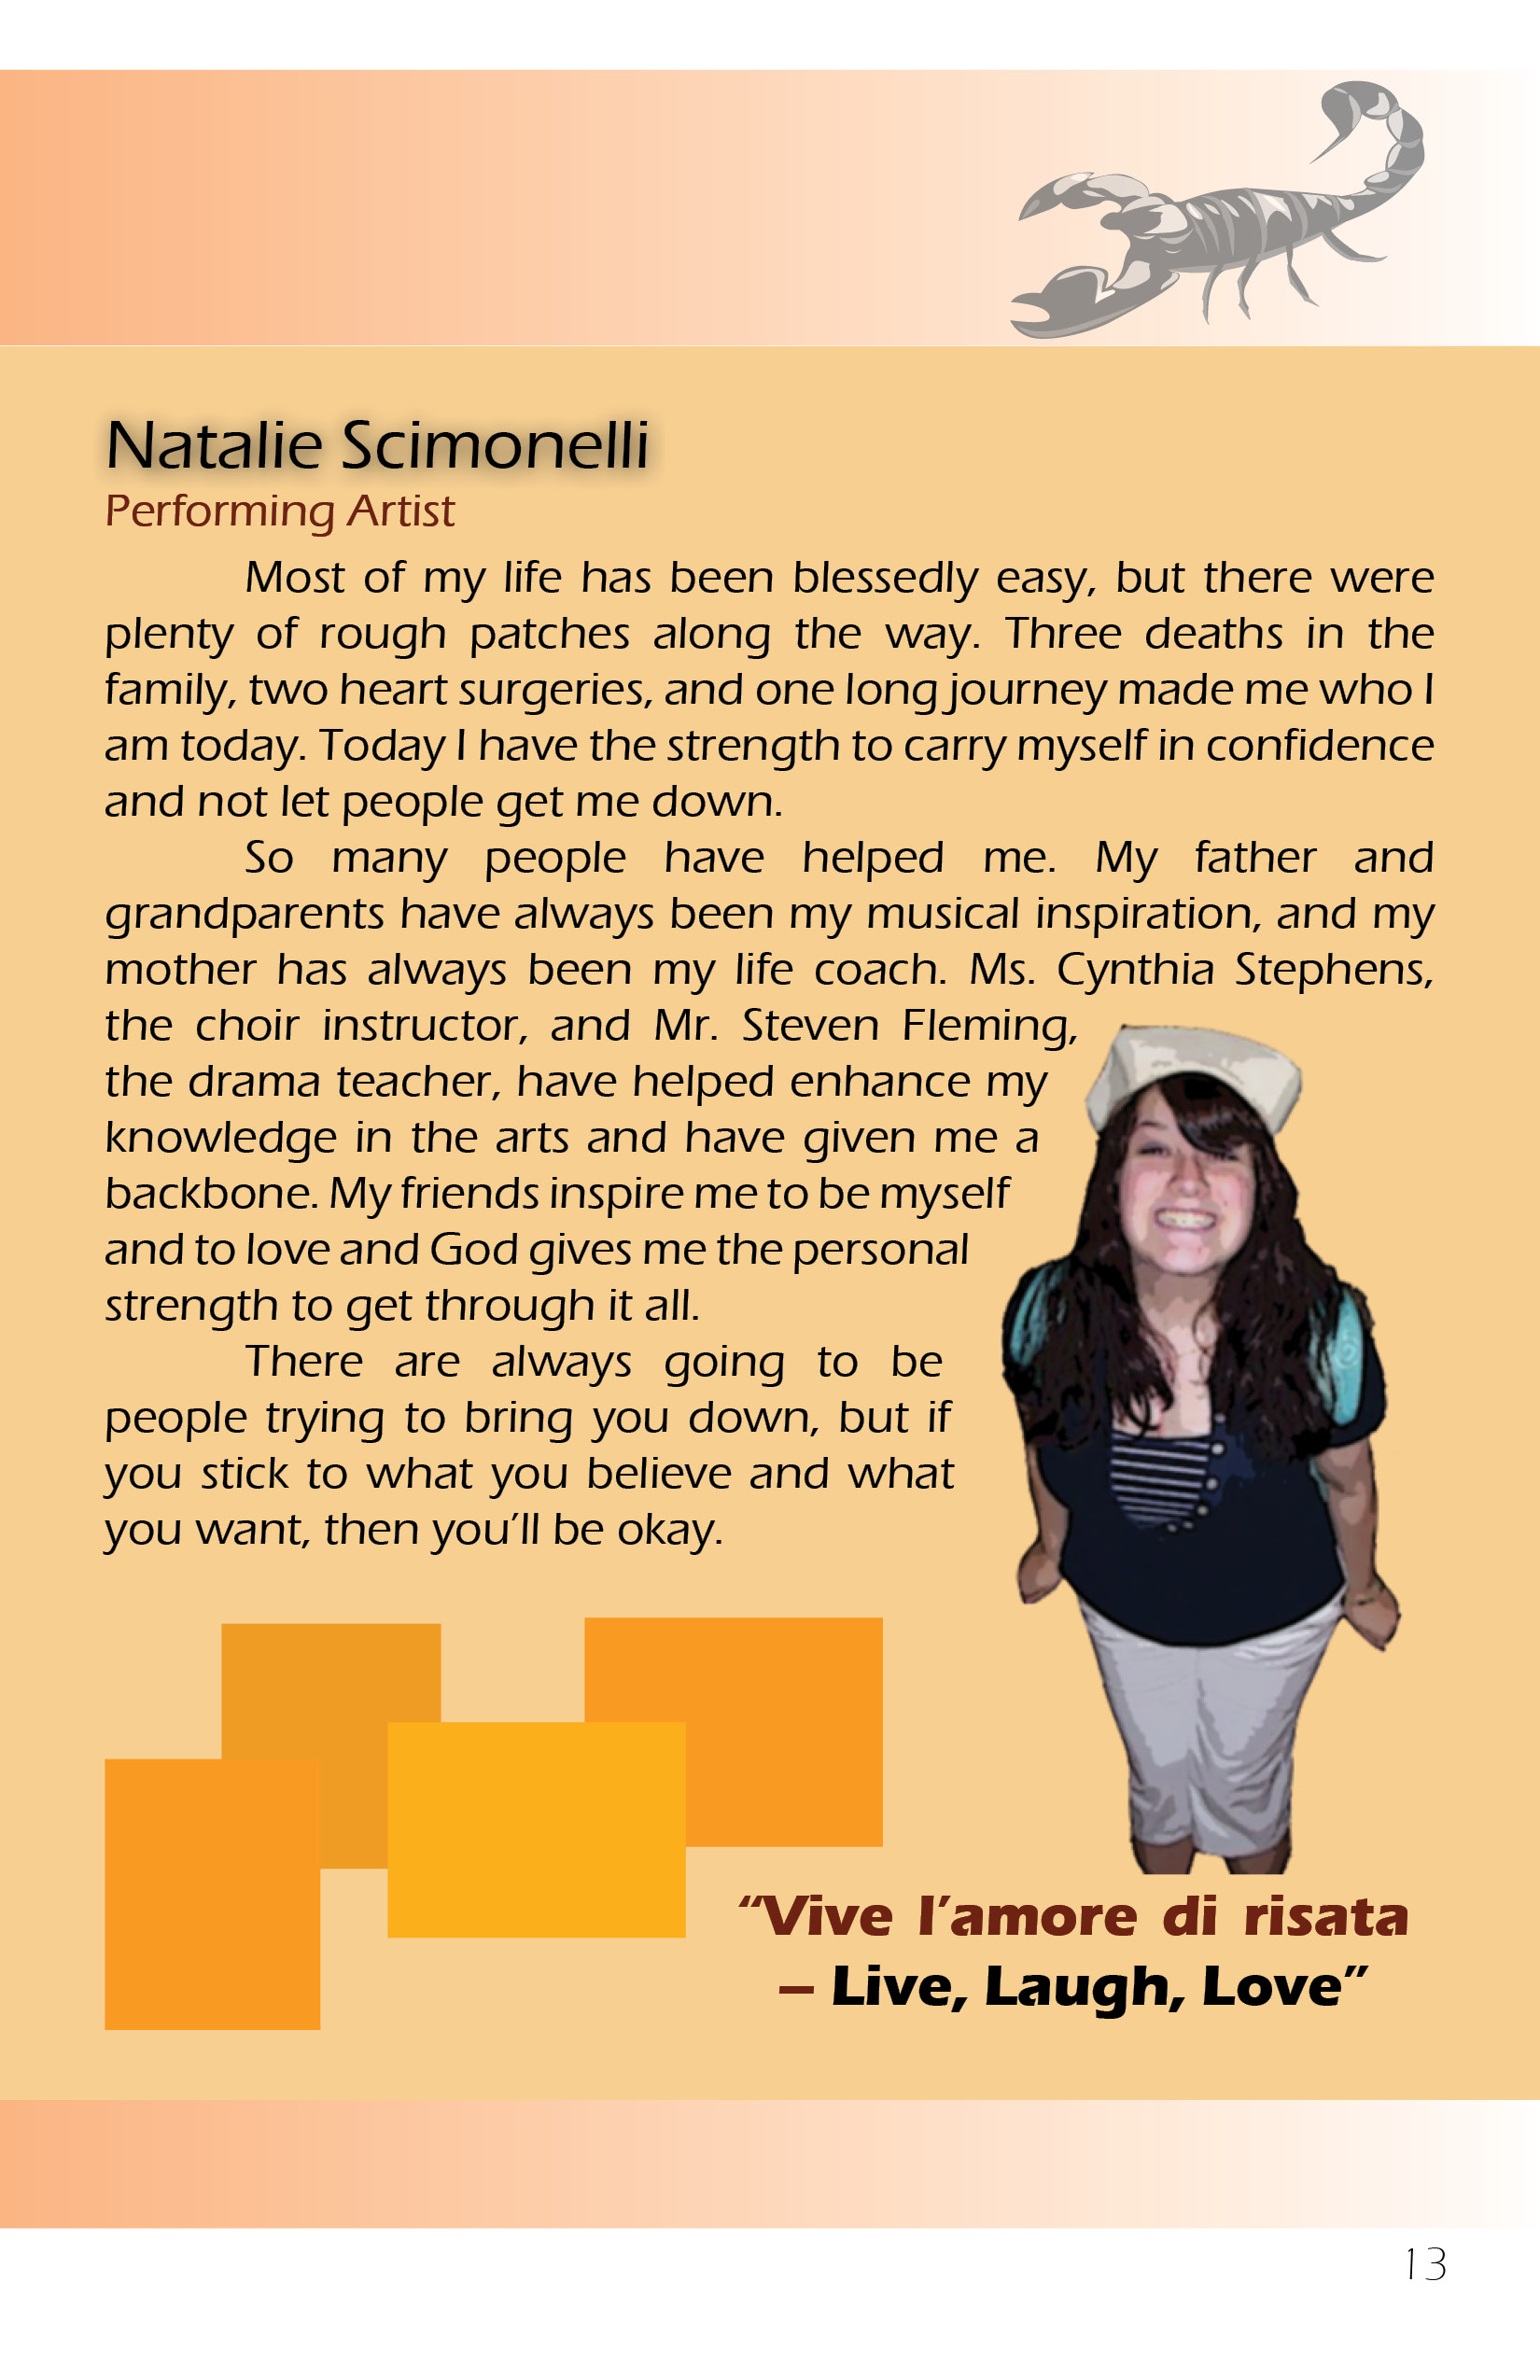 Natalie Scimonelli
Performing Artist
Most of my life has been blessedly easy, but there were
plenty of rough patches along the way. Three deaths in the
family, two heart surgeries, and one long journey made me who I
am today. Today I have the strength to carry myself in confidence
and not let people get me down.
So many people have helped me. My father and
grandparents have always been my musical inspiration, and my
mother has always been my life coach. Ms. Cynthia Stephens,
the choir instructor, and Mr. Steven Fleming,
the drama teacher, have helped enhance my
knowledge in the arts and have given me a
backbone. My friends inspire me to be myself
and to love and God gives me the personal
strength to get through it all.
There are always going to be
people trying to bring you down, but if
you stick to what you believe and what
you want, then you’ll be okay.
“Vive l’amore di risata
– Live, Laugh, Love”
13